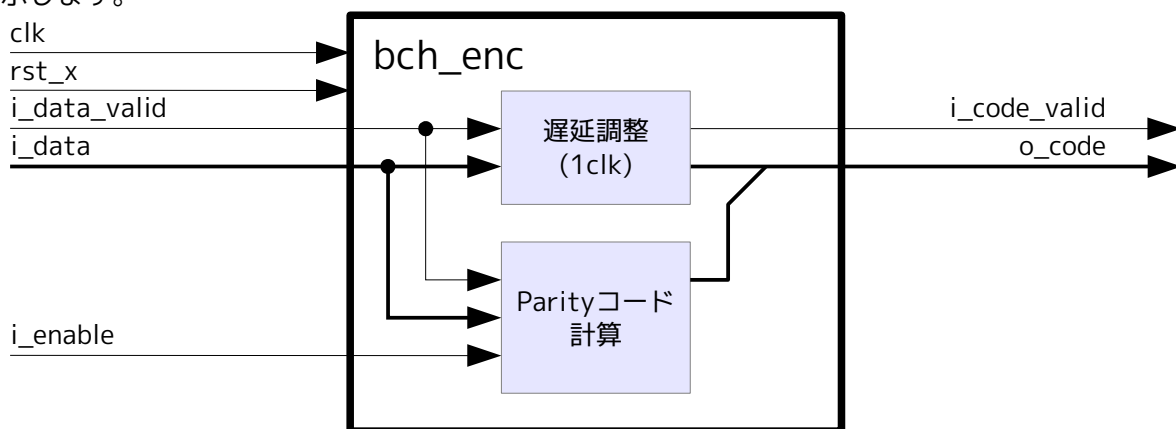 示します。
clk
rst_x
i_data_valid
i_data
i_enable
bch_enc
遅延調整
(1clk)
Parityコード
計算
i_code_valid
o_code